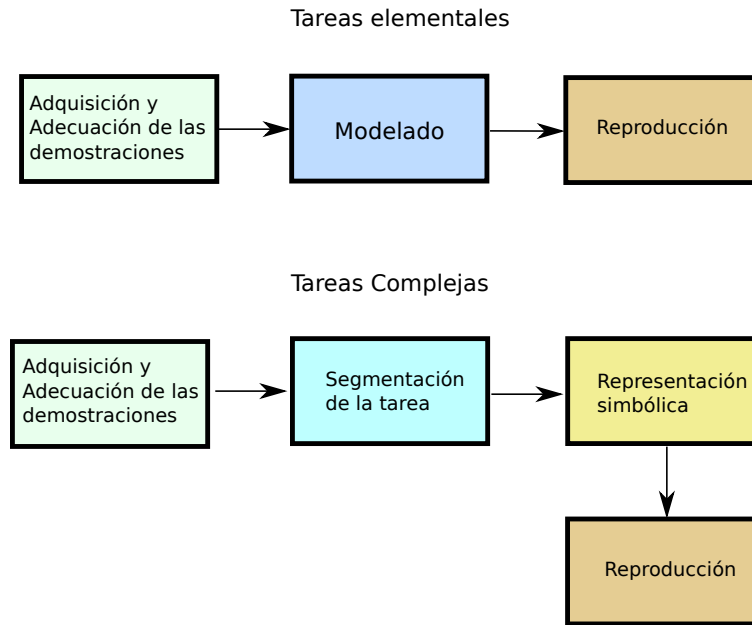 Tareas elementales
Adquisición y
Adecuación de las
demostraciones
Modelado
Reproducción
Tareas Complejas
Adquisición y
Adecuación de las
demostraciones
Segmentación
de la tarea
Representación
simbólica
Reproducción